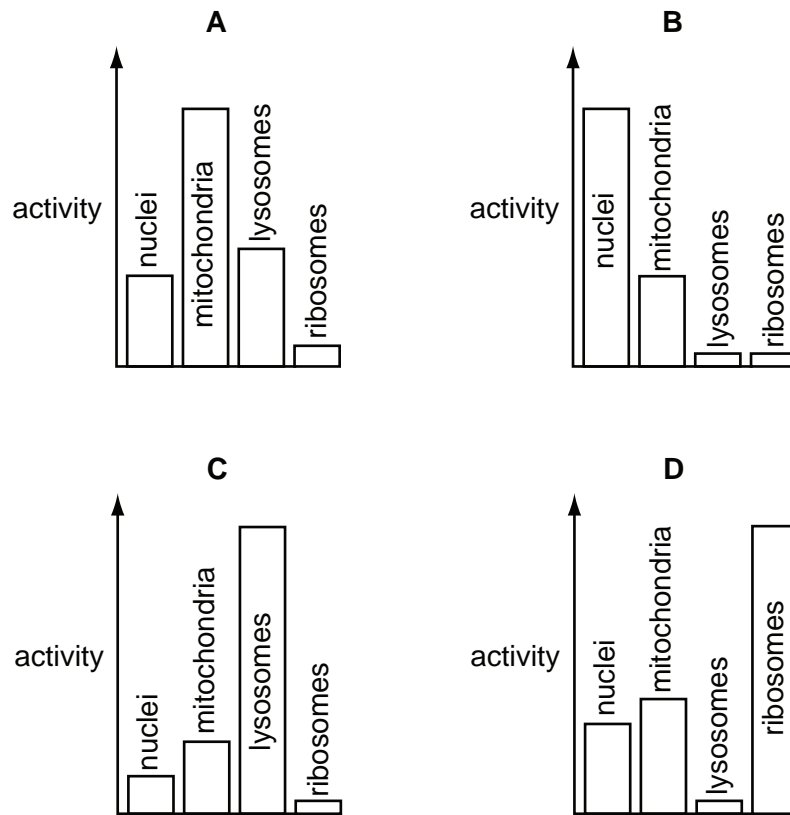 A
activity
nuclei
mitochondria
lysosomes
ribosomes
B
activity
nuclei
mitochondria
lysosomes
ribosomes
C
activity
nuclei
mitochondria
lysosomes
ribosomes
D
activity
nuclei
mitochondria
lysosomes
ribosomes